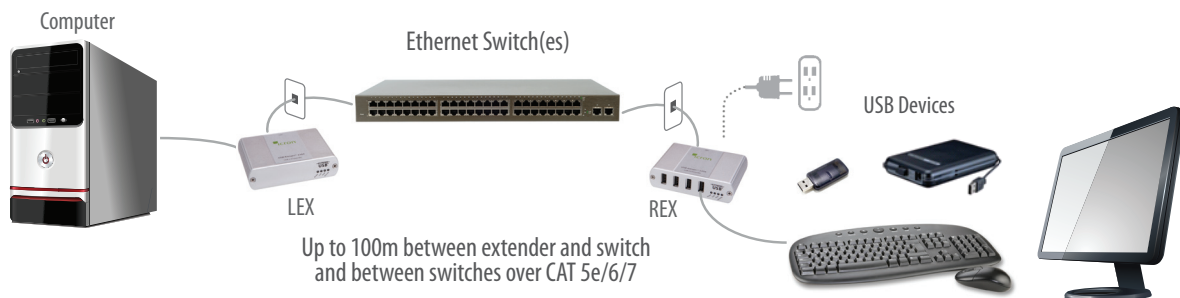 Computer
Ethernet Switch(es)
USB Devices
LEX
REX
Up to 100m between extender and switch
and between switches over CAT 5e/6/7